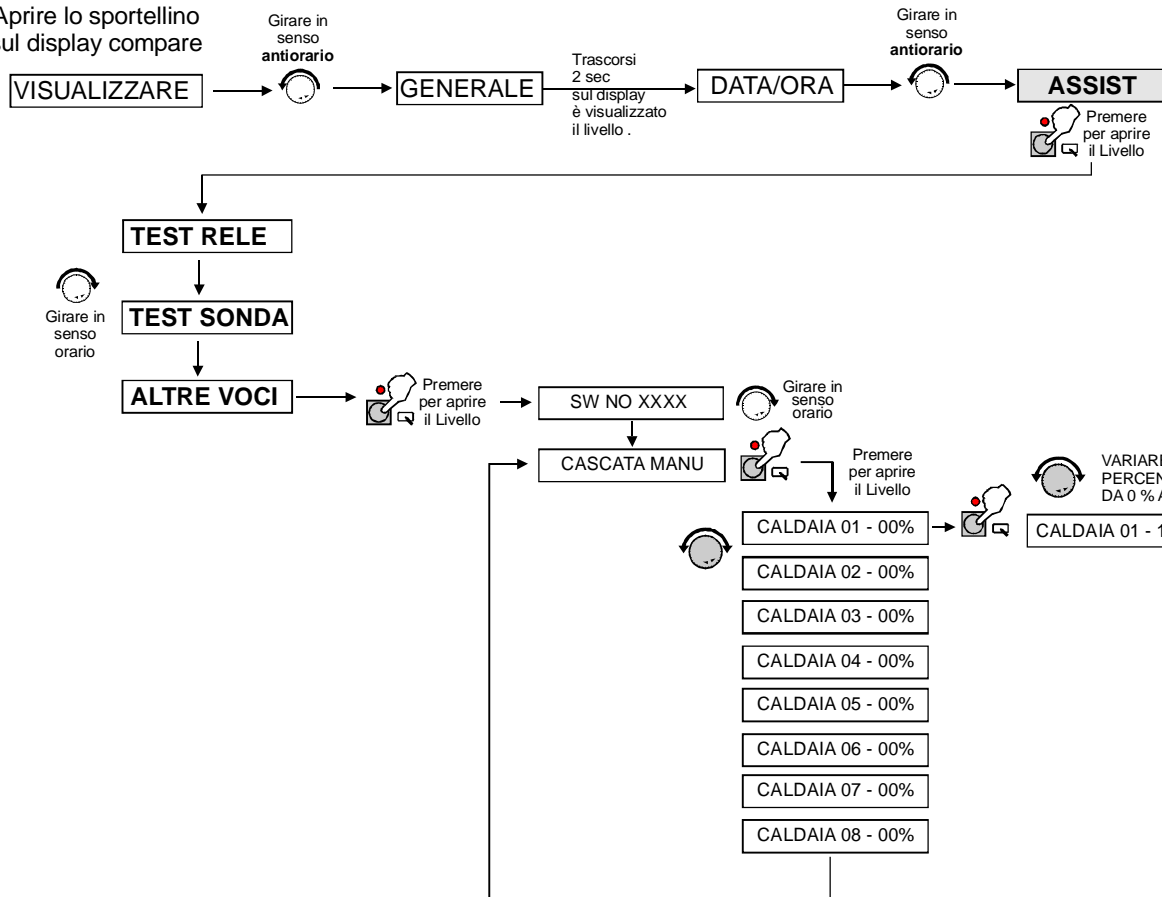 Aprire lo sportellino
sul display compare
VISUALIZZARE
Girare in
senso
antiorario
GENERALE
Trascorsi
2 sec
sul display
è visualizzato
il livello .
DATA/ORA
Girare in
senso
antiorario
ASSIST
Premere
per aprire
il Livello
TEST RELE
Girare in
senso
orario
TEST SONDA
ALTRE VOCI
Premere
per aprire
il Livello
SW NO XXXX
Girare in
senso
orario
CASCATA MANU
Premere
per aprire
il Livello
CALDAIA 01 - 00%
DA 0 %
CALDAIA 01 -
CALDAIA 02 - 00%
CALDAIA 03 - 00%
CALDAIA 04 - 00%
CALDAIA 05 - 00%
CALDAIA 06 - 00%
CALDAIA 07 - 00%
CALDAIA 08 - 00%